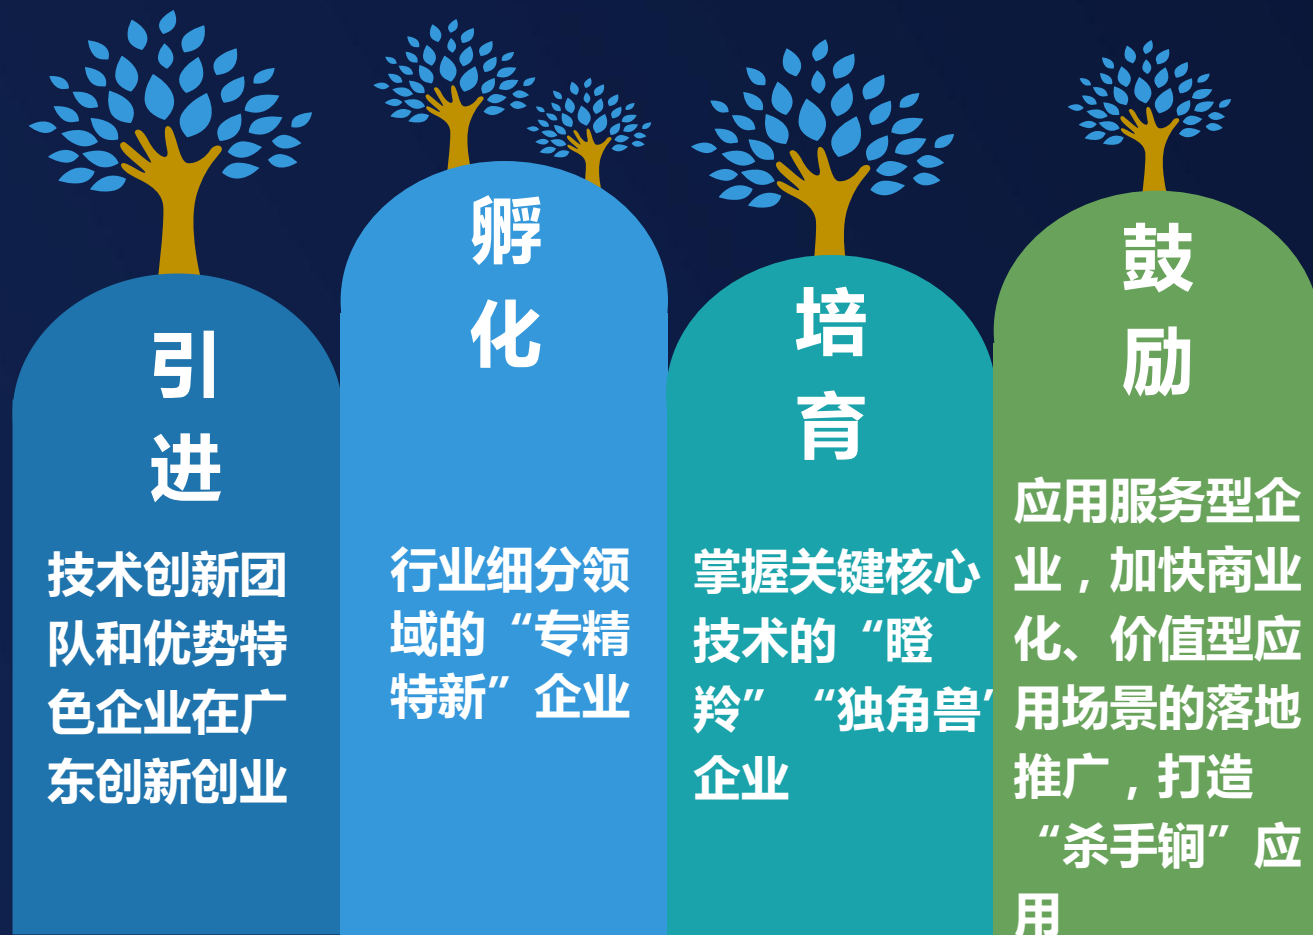 引
进
技术创新团
队和优势特
色企业在广
东创新创业
孵
化
行业细分领
域的“专精
特新”企业
培
育
掌握关键核心
技术的“瞪
羚”“独角兽”
企业
鼓
励
应用服务型企
业，加快商业
化、价值型应
用场景的落地
推广，打造
“杀手锏”应
用